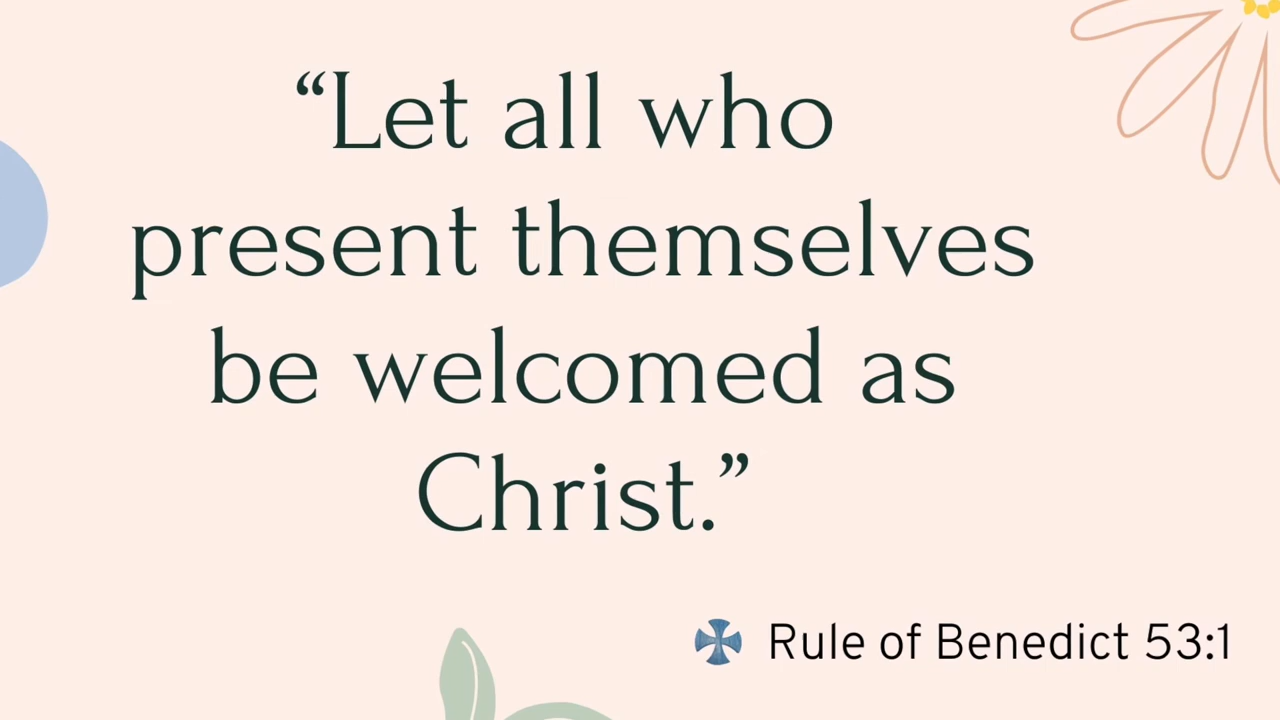 “Let all who
present themselves
be welcomed as
Christ.”
Rule of Benedict 53:1